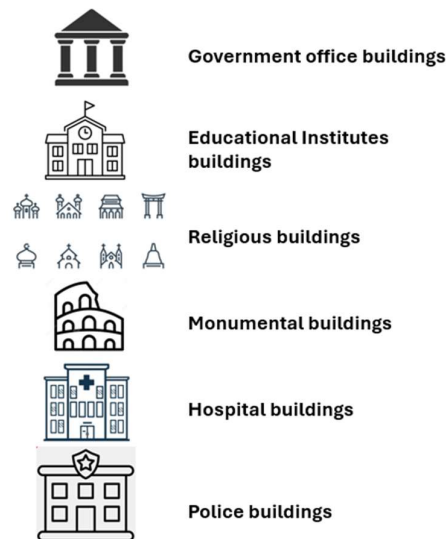 Government office buildings
Educational Institutes
buildings
Religious buildings
Monumental buildings
Hospital buildings
Police buildings